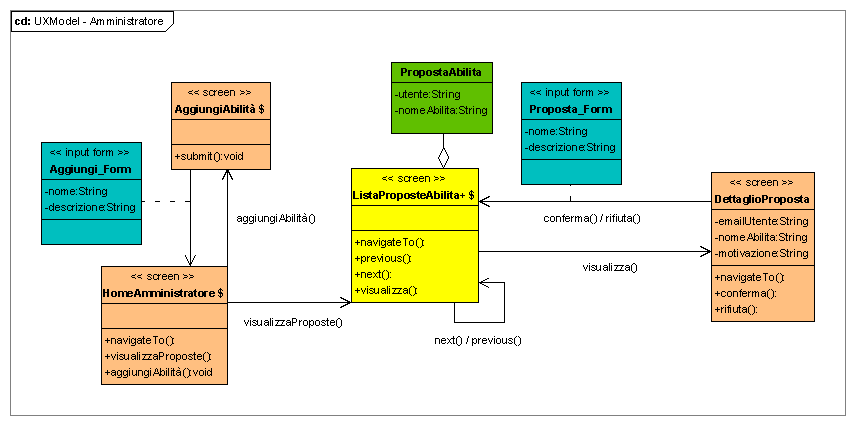 cd: UXModel - Amministratore
<< screen >>
AggiungiAbilità $
+submit():void
<< input form >>
Aggiungi_Form
-nome:String
-descrizione:String
aggiungiAbilità()
<< screen >>
HomeAmministratore $
+navigateTo():
+visualizzaProposte():
+aggiungiAbilità():void
visualizzaProposte()
PropostaAbilita
-utente:String
-nomeAbilita:String
<< screen >>
ListaProposteAbilita+ $
+navigateTo():
+previous():
+next():
+visualizza():
next() / previous()
<< input form >>
Proposta_Form
-nome:String
-descrizione:String
conferma() / rifiuta()
visualizza()
<< screen >>
DettaglioProposta
-emailUtente:String
-nomeAbilita:String
-motivazione:String
+navigateTo():
+conferma():
+rifiuta():